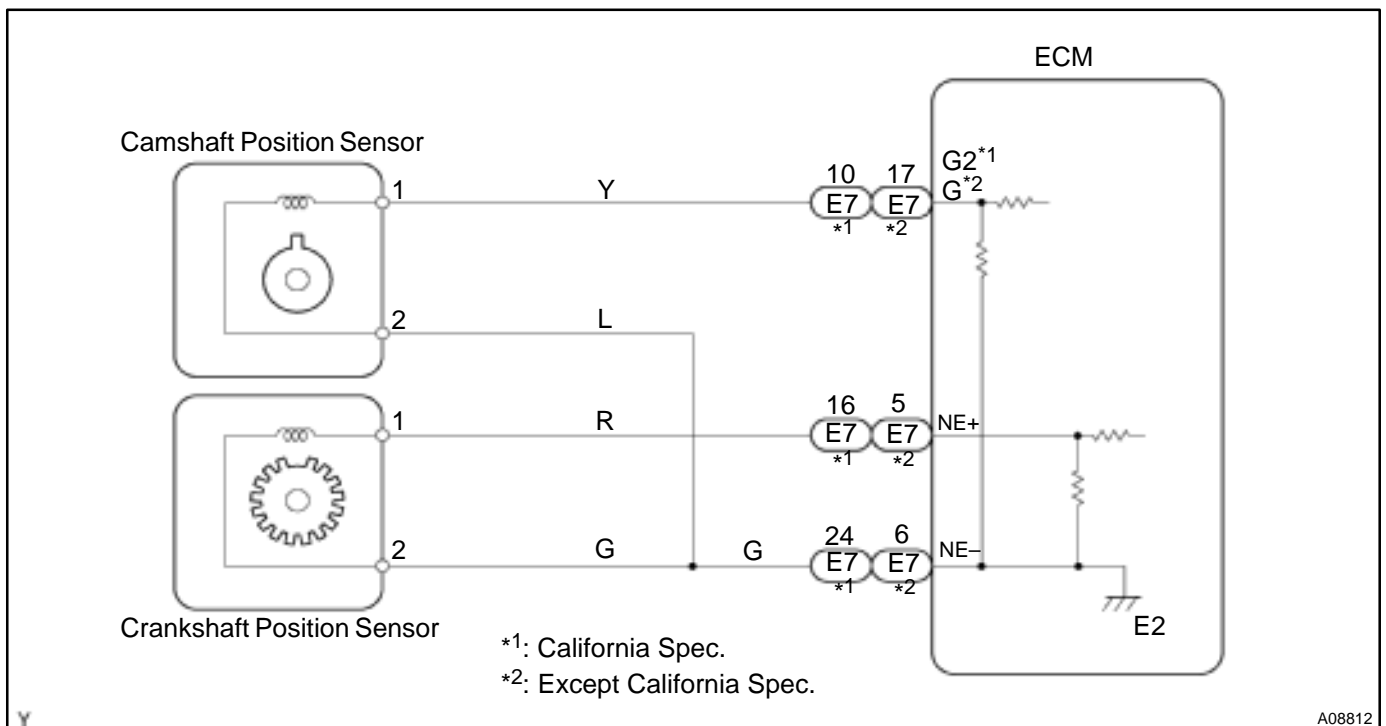 ECM
Camshaft Position Sensor
1
Y
10
17
G2*1
G*2
E7
E7
*1
*2
2
L
1
R
16
5
NE+
E7
E7
*1
*2
2
G
G
24
6
NE–
E7
E7
*1
*2
E2
Crankshaft Position Sensor
*1: California Spec.
*2: Except California Spec.
Y
A08812